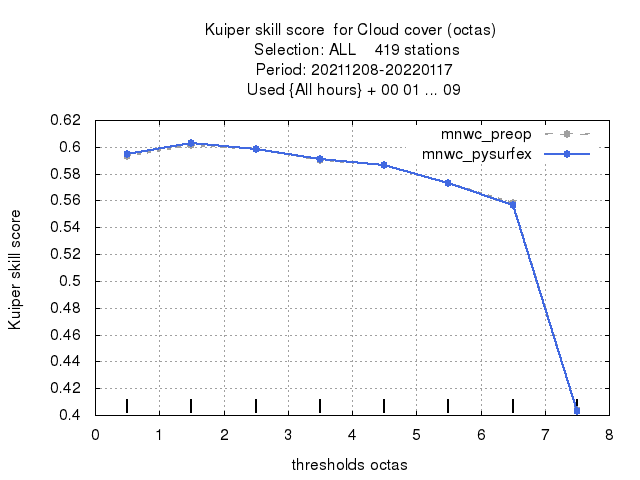 Kuiper skill score  for Cloud cover (octas)
Selection: ALL    419 stations
Period: 20211208-20220117
Used {All hours} + 00 01 ... 09
mnwc_preop
mnwc_pysurfex
0.62
0.6
0.58
0.56
0.54
0.52
0.5
0.48
0.46
0.44
0.42
0.4
Kuiper skill score
0 1 2 3 4 5 6 7 8
thresholds octas